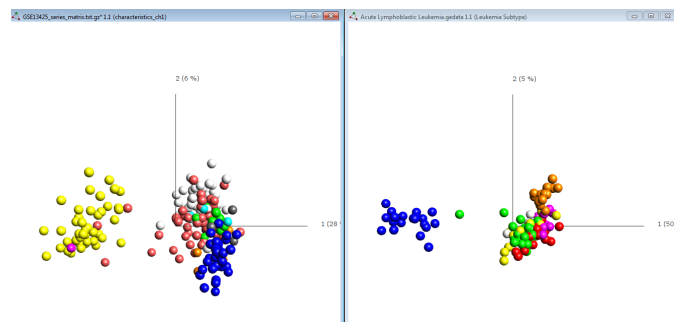 GSE13425_series_matrix.txt.gz* 1.1 (characteristics_ch1)
2 (6 %)
1 (28
Acute Lymphoblastic Leukemia.gedata 1.1 (Leukemia Subtype)
2 (5 %)
1 (50